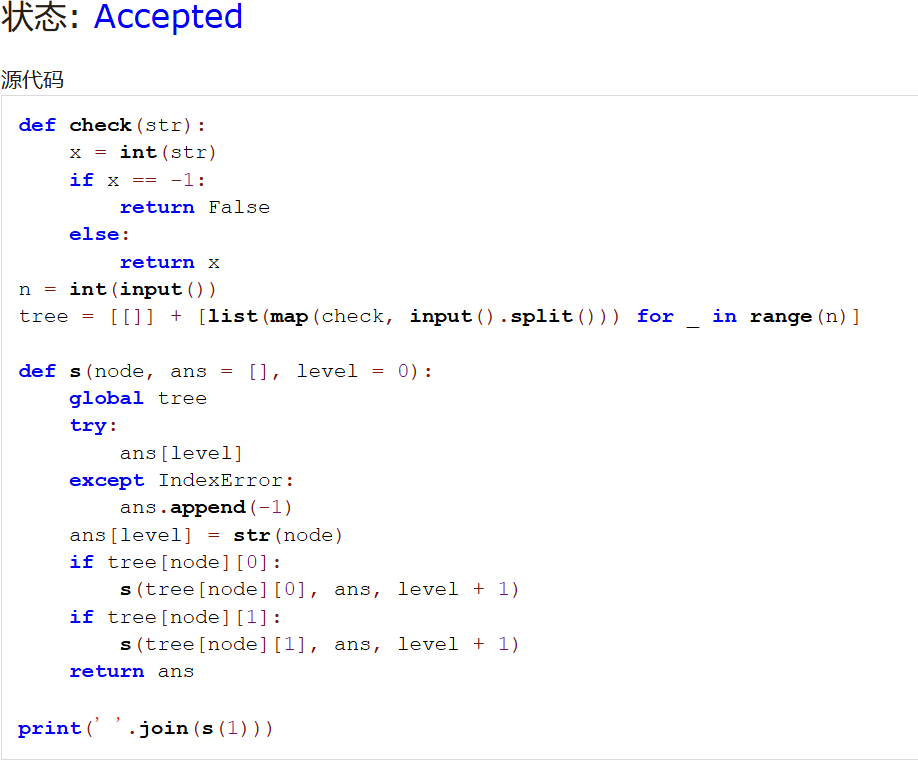 状态: Accepted
源代码
def check(str):
    x = int(str)
    if x == -1:
        return False
    else:
        return x
n = int(input())
tree = [[]] + [list(map(check, input().split())) for _ in range(n)]

def s(node, ans = [], level = 0):
    global tree
    try:
        ans[level]
    except IndexError:
        ans.append(-1)
    ans[level] = str(node)
    if tree[node][0]:
        s(tree[node][0], ans, level + 1)
    if tree[node][1]:
        s(tree[node][1], ans, level + 1)
    return ans

print(' '.join(s(1)))